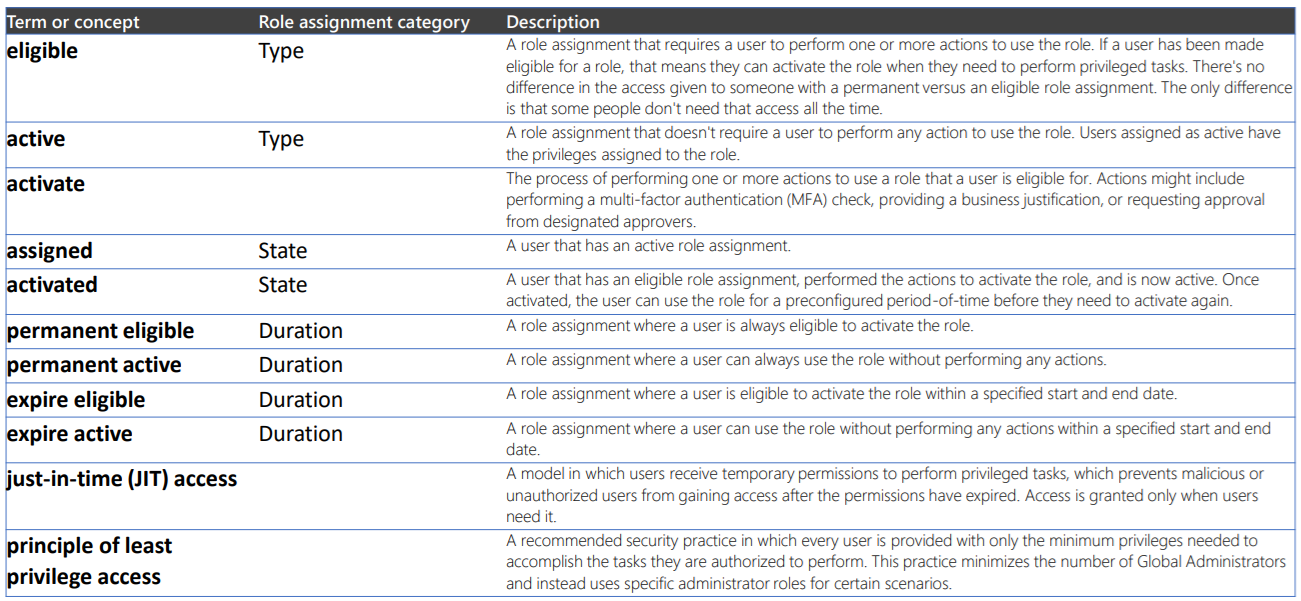 Term or concept Role assignment category Description
eligible Type A role assignment that requires a user to perform one or more actions to use the role. If a user has been made
eligible for a role, that means they can activate the role when they need to perform privileged tasks. There's no
difference in the access given to someone with a permanent versus an eligible role assignment. The only difference
is that some people don't need that access all the time.
active Type A role assignment that doesn't require a user to perform any action to use the role. Users assigned as active have
the privileges assigned to the role.
activate The process of performing one or more actions to use a role that a user is eligible for. Actions might include
performing a multi-factor authentication (MFA) check, providing a business justification, or requesting approval
from designated approvers.
assigned State A user that has an active role assignment.
activated State A user that has an eligible role assignment, performed the actions to activate the role, and is now active. Once
activated, the user can use the role for a preconfigured period-of-time before they need to activate again.
permanent eligible Duration A role assignment where a user is always eligible to activate the role.
permanent active Duration A role assignment where a user can always use the role without performing any actions.
expire eligible Duration A role assignment where a user is eligible to activate the role within a specified start and end date.
expire active Duration A role assignment where a user can use the role without performing any actions within a specified start and end
date.
just-in-time (JIT) access A model in which users receive temporary permissions to perform privileged tasks, which prevents malicious or
unauthorized users from gaining access after the permissions have expired. Access is granted only when users
need it.
principle of least
privilege access
A recommended security practice in which every user is provided with only the minimum privileges needed to
accomplish the tasks they are authorized to perform. This practice minimizes the number of Global Administrators
and instead uses specific administrator roles for certain scenarios.